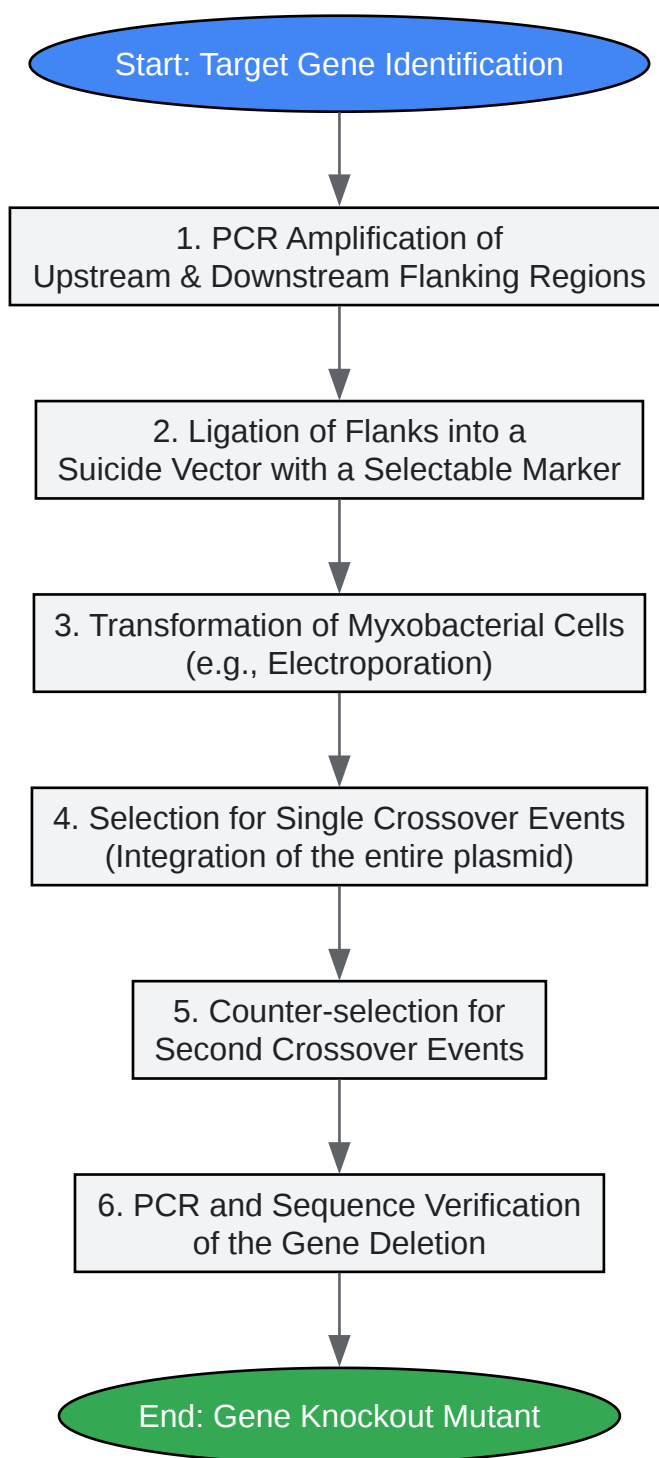 Start: Target Gene Identification
1. PCR Amplification of
Upstream & Downstream Flanking Regions
2. Ligation of Flanks into a
Suicide Vector with a Selectable Marker
3. Transformation of Myxobacterial Cells
(e.g., Electroporation)
4. Selection for Single Crossover Events
(Integration of the entire plasmid)
5. Counter-selection for
Second Crossover Events
6. PCR and Sequence Verification
of the Gene Deletion
End: Gene Knockout Mutant